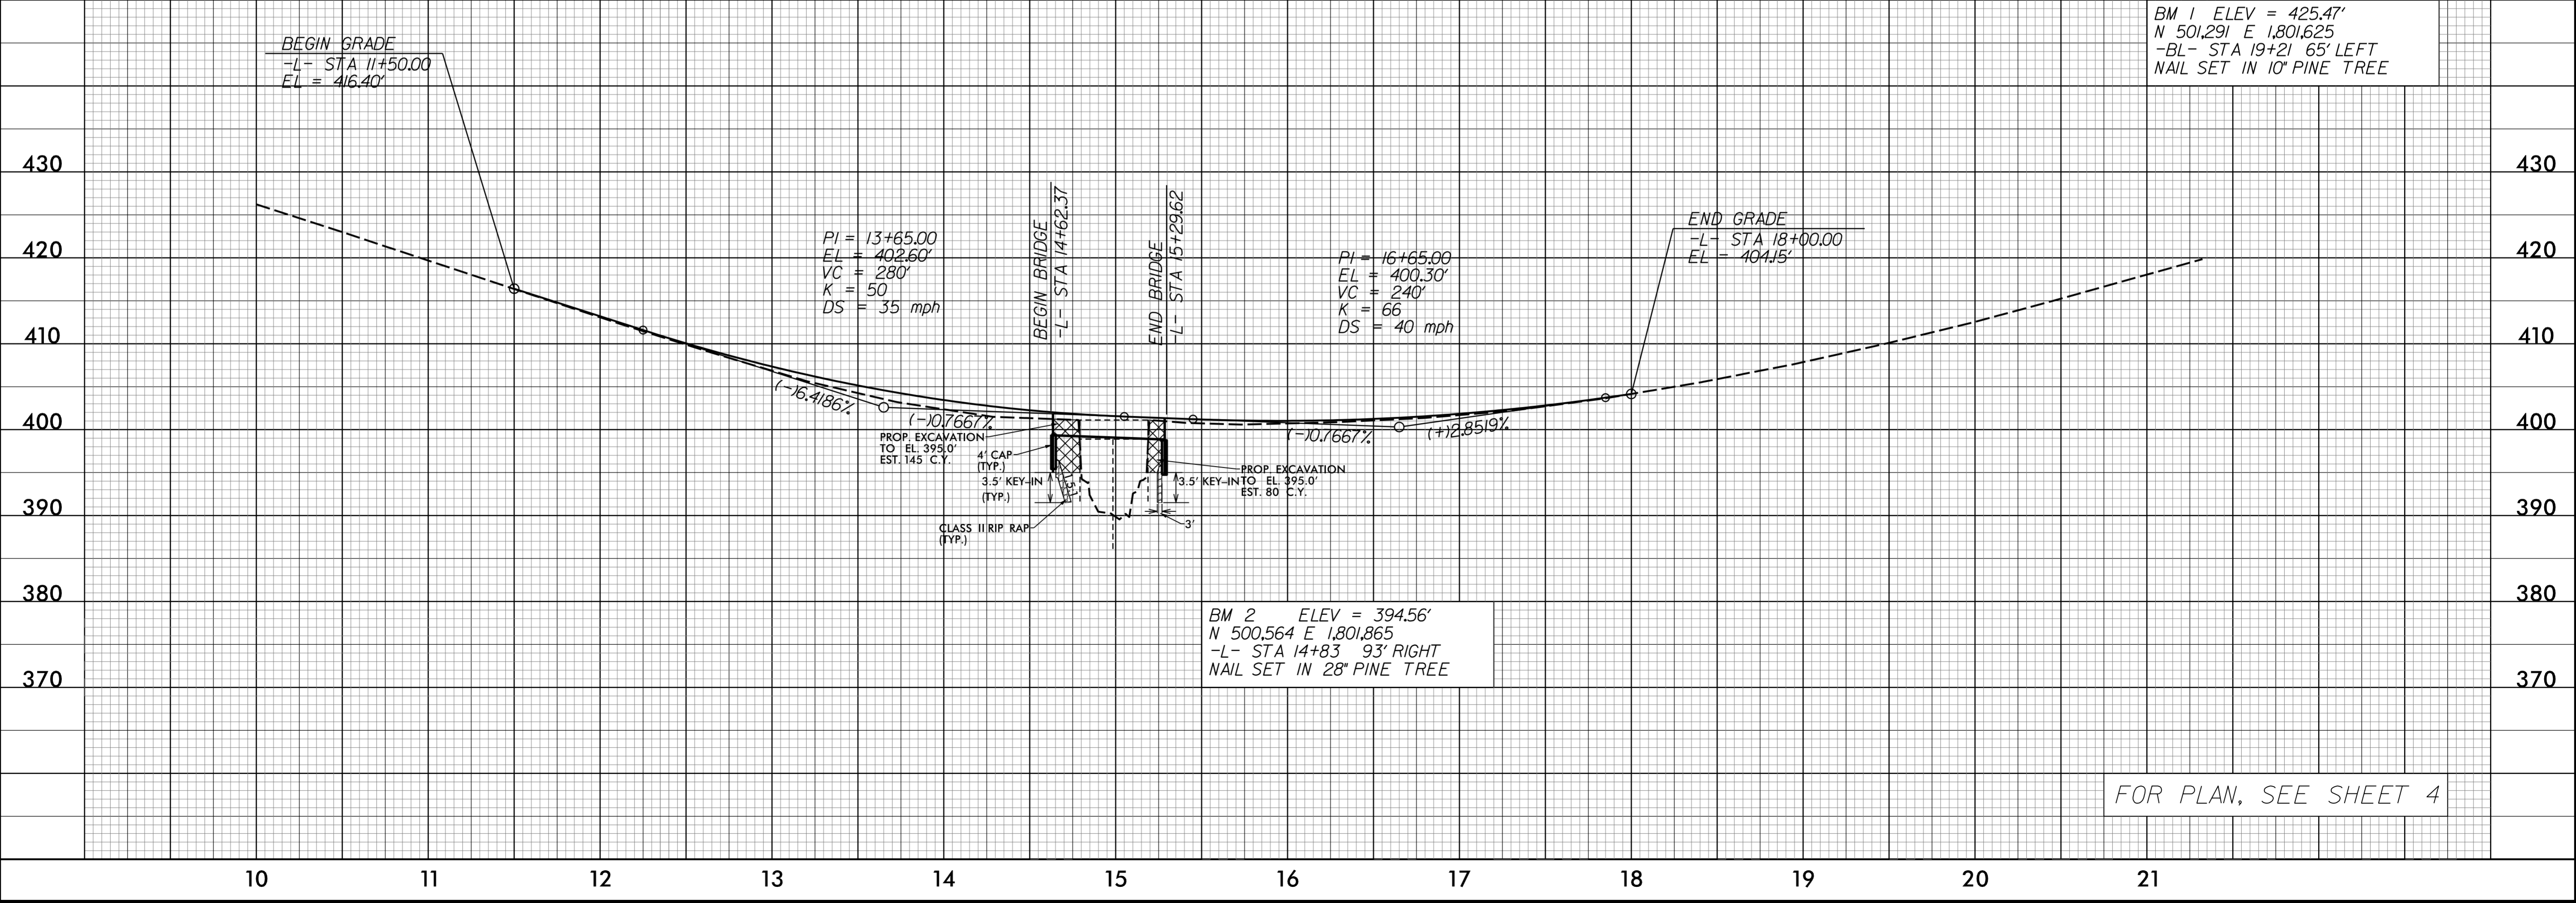 BM 1 ELEV = 425.47'
N 501,291 E 1,801,625
-BL- STA 19+21 65' LEFT
NAIL SET IN 10" PINE TREE
BEGIN GRADE
-L- STA 11+50.00
EL = 416.40'
430
430
420
420
410
410
400
400
390
390
380
380
370
370
PI = 13+65.00
EL = 402.60'
VC = 280'
K = 50
DS = 35 mph
BEGIN BRIDGE
-L- STA 14+62.37
END BRIDGE
-L- STA 15+29.62
PI = 16+65.00
EL = 400.30'
VC = 240'
K = 66
DS = 40 mph
END GRADE
-L- STA 18+00.00
EL = 404.15'
(-)6.4186%
(-)0.7667%
(-)0.7667%
(+)2.8519%
PROP. EXCAVATION
TO EL. 395.0'
EST. 145 C.Y.
4' CAP
(TYP.)
3.5' KEY-IN
(TYP.)
1.5:1
CLASS II RIP RAP
(TYP.)
3.5' KEY-IN
PROP. EXCAVATION
TO EL. 395.0'
EST. 80 C.Y.
3'
BM 2 ELEV = 394.56'
N 500,564 E 1,801,865
-L- STA 14+83 93' RIGHT
NAIL SET IN 28" PINE TREE
FOR PLAN, SEE SHEET 4
10 11 12 13 14 15 16 17 18 19 20 21